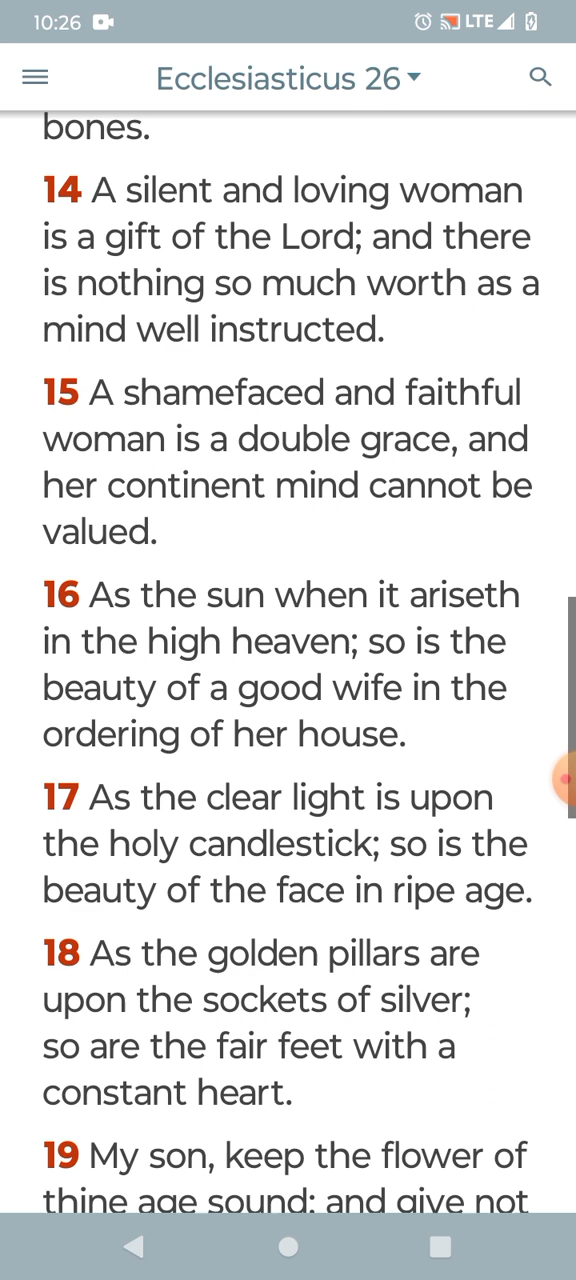 10:26 LTE
Ecclesiasticus 26
bones.
14 A silent and loving woman
is a gift of the Lord; and there
is nothing so much worth as a
mind well instructed.
15 A shamefaced and faithful
woman is a double grace, and
her continent mind cannot be
valued.
16 As the sun when it ariseth
in the high heaven; so is the
beauty of a good wife in the
ordering of her house.
17 As the clear light is upon
the holy candlestick; so is the
beauty of the face in ripe age.
18 As the golden pillars are
upon the sockets of silver;
so are the fair feet with a
constant heart.
19 My son, keep the flower of
thine age sound; and give not